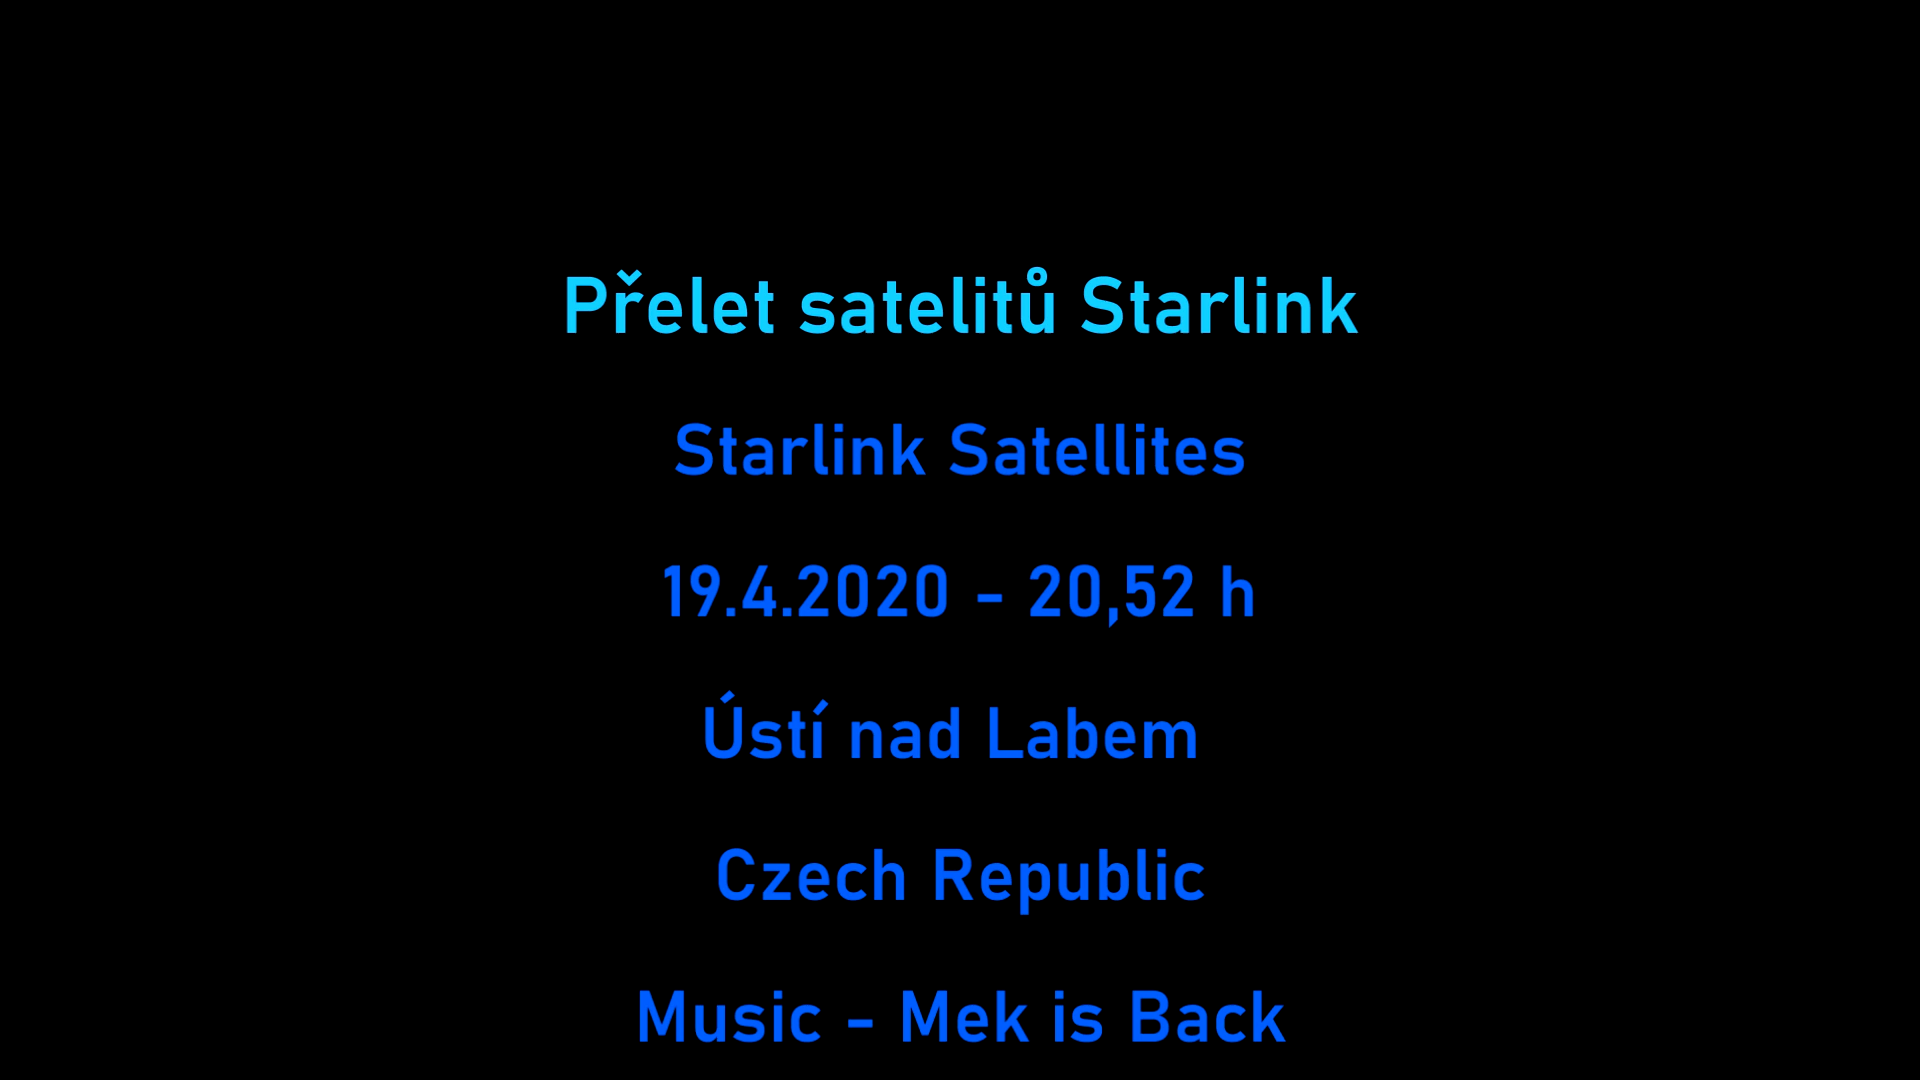 Přelet satelitů Starlink
Starlink Satellites
19.4.2020 - 20,52 h
Ústí nad Labem
Czech Republic
Music - Mek is Back